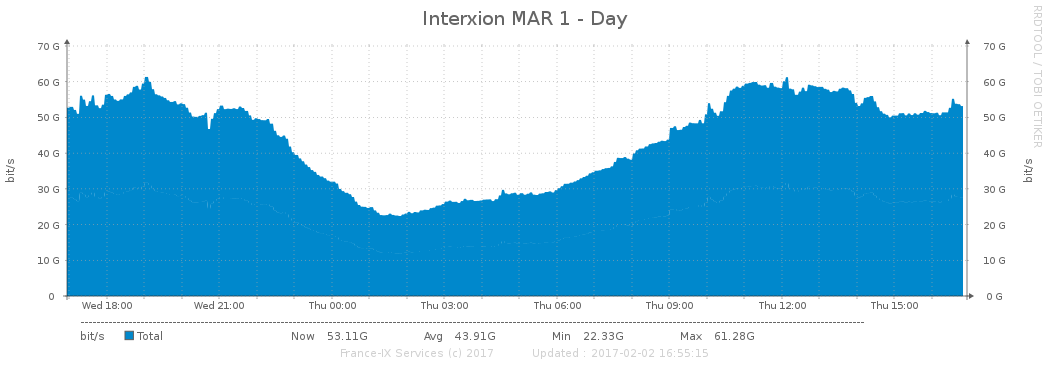 Interxion MAR 1 - Day
RRDTOOL / TOBI OETIKER
bit/s
70 G 70 G
60 G 60 G
50 G 50 G
40 G 40 G
30 G 30 G
20 G 20 G
10 G 10 G
0 0 G
bit/s
Wed 18:00 Wed 21:00 Thu 00:00 Thu 03:00 Thu 06:00 Thu 09:00 Thu 12:00 Thu 15:00
bit/s Total Now 53.11G Avg 43.91G Min 22.33G Max 61.28G
France-IX Services (c) 2017 Updated : 2017-02-02 16:55:15